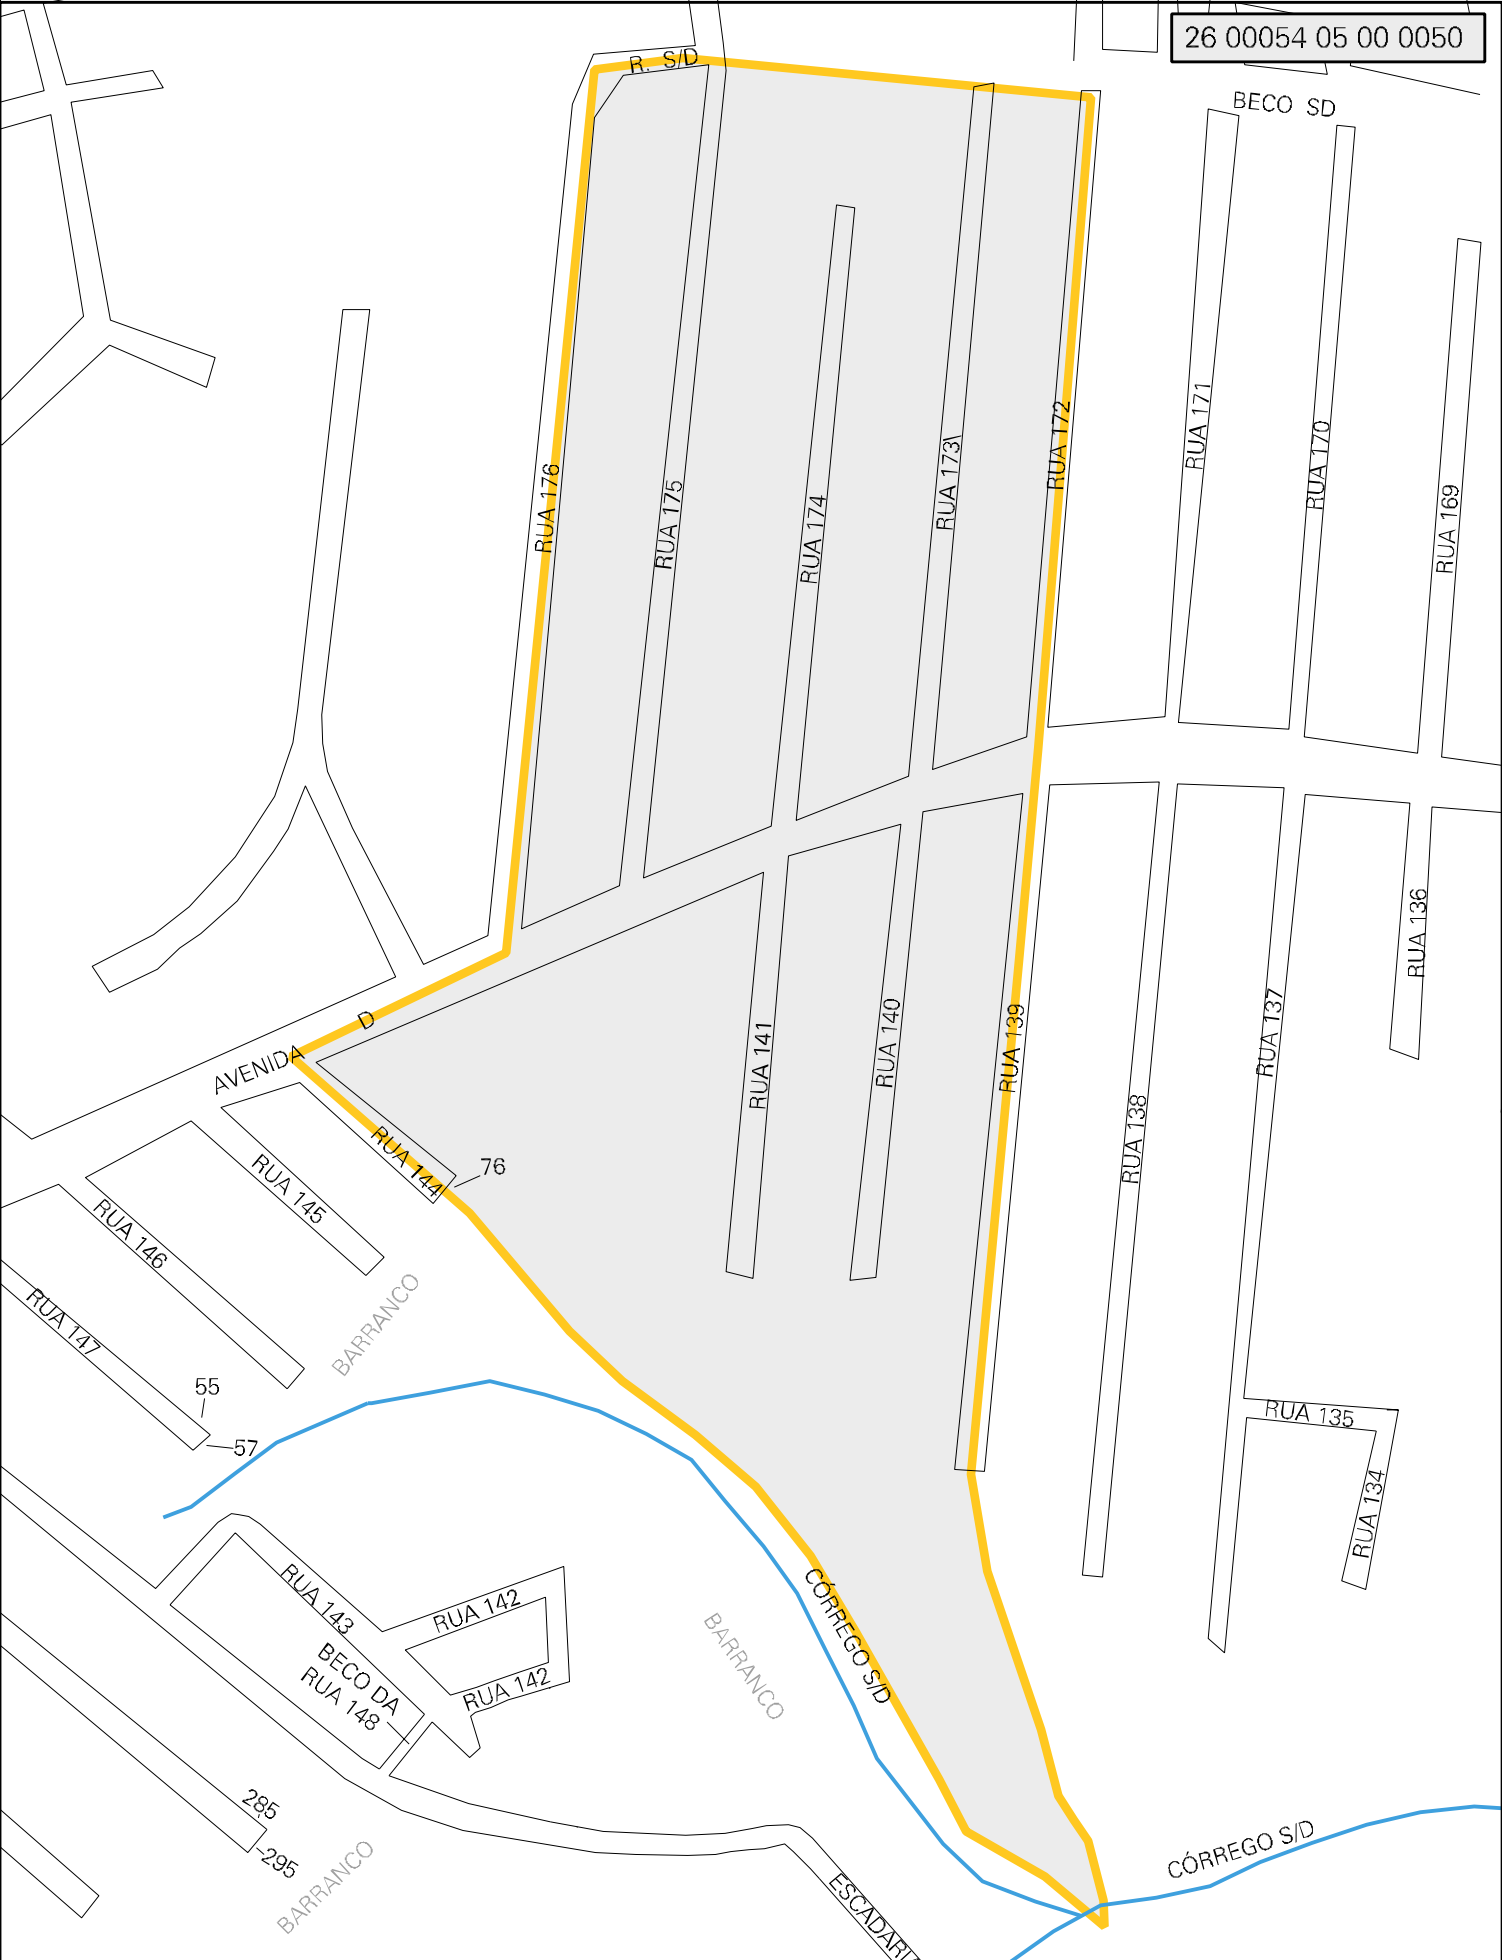 26 00054 05 00 0050
R. S/D
BECO SD
RUA 176
RUA 175
RUA 174
RUA 173\
RUA 172
RUA 171
RUA 170
RUA 169
AVENIDA D
RUA 141
RUA 140
RUA 139
RUA 138
RUA 137
RUA 136
RUA 144
76
RUA 145
RUA 146
RUA 147
BARRANCO
55
57
RUA 135
RUA 134
RUA 143
RUA 142
RUA 142
BECO DA
RUA 148
CÓRREGO S/D
BARRANCO
285
295
BARRANCO
CÓRREGO S/D